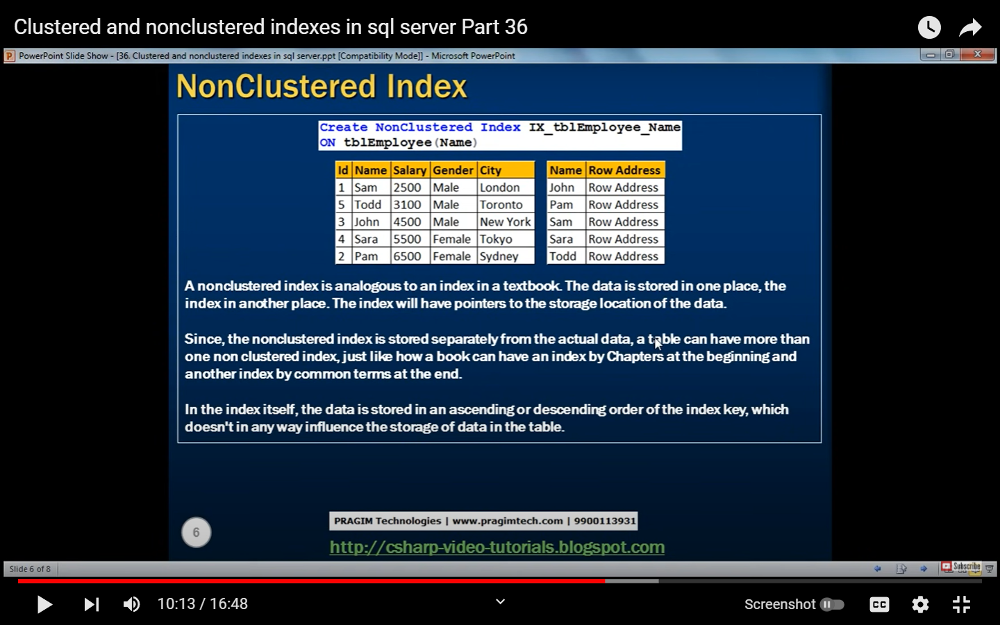 Clustered and nonclustered indexes in sql server Part 36
PowerPoint Slide Show - [36. Clustered and nonclustered indexes in sql server.ppt [Compatibility Mode]] - Microsoft PowerPoint
NonClustered Index
Create NonClustered Index IX_tblEmployee_Name
ON tblEmployee(Name)
Id Name Salary Gender City
1 Sam 2500 Male London
5 Todd 3100 Male Toronto
3 John 4500 Male New York
4 Sara 5500 Female Tokyo
2 Pam 6500 Female Sydney
Name Row Address
John Row Address
Pam Row Address
Sam Row Address
Sara Row Address
Todd Row Address
A nonclustered index is analogous to an index in a textbook. The data is stored in one place, the
index in another place. The index will have pointers to the storage location of the data.
Since, the nonclustered index is stored separately from the actual data, a table can have more than
one non clustered index, just like how a book can have an index by Chapters at the beginning and
another index by common terms at the end.
In the index itself, the data is stored in an ascending or descending order of the index key, which
doesn't in any way influence the storage of data in the table.
6
PRAGIM Technologies | www.pragimtech.com | 9900113931
http://csharp-video-tutorials.blogspot.com
Slide 6 of 8
Subscribe
10:13 / 16:48
Screenshot
CC